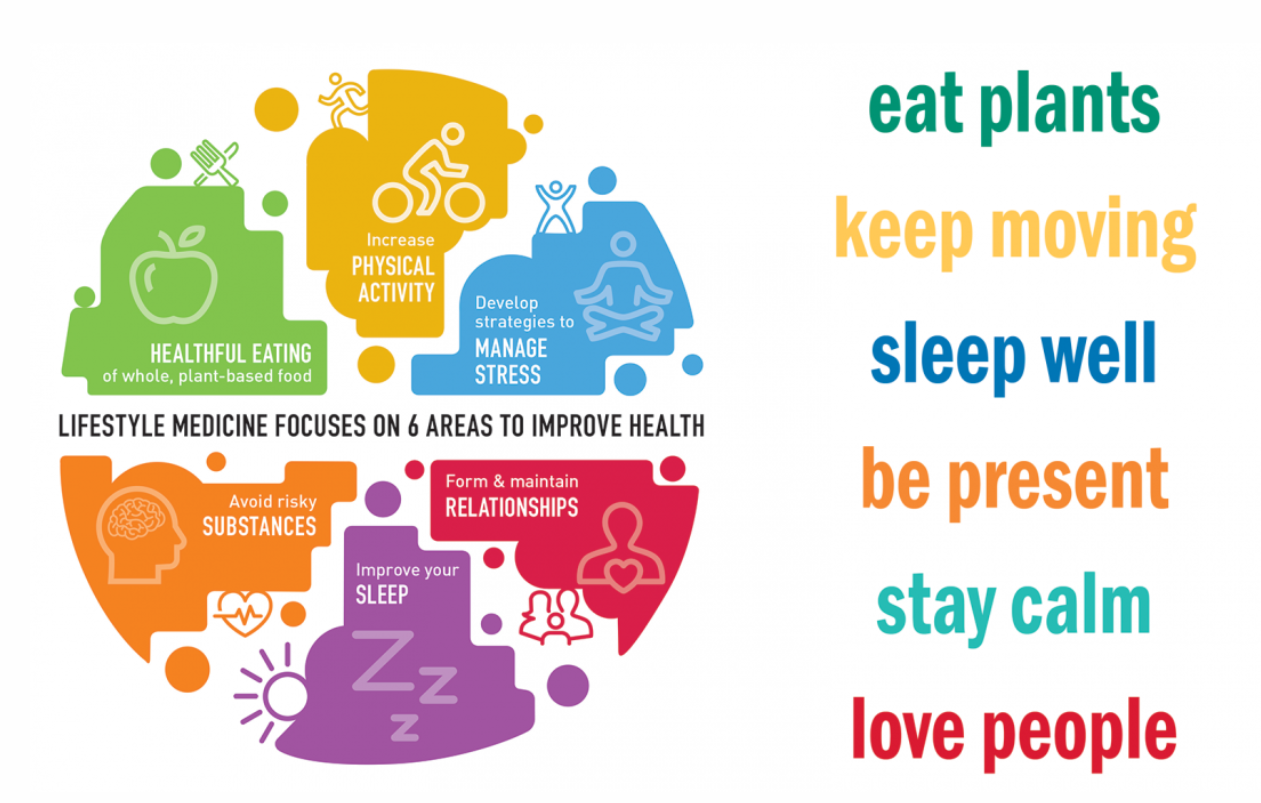 Increase
PHYSICAL
ACTIVITY
Develop
strategies to
MANAGE
STRESS
HEALTHFUL EATING
of whole, plant-based food
LIFESTYLE MEDICINE FOCUSES ON 6 AREAS TO IMPROVE HEALTH
Avoid risky
SUBSTANCES
Form & maintain
RELATIONSHIPS
Improve your
SLEEP
Z
Z
Z
eat plants
keep moving
sleep well
be present
stay calm
love people